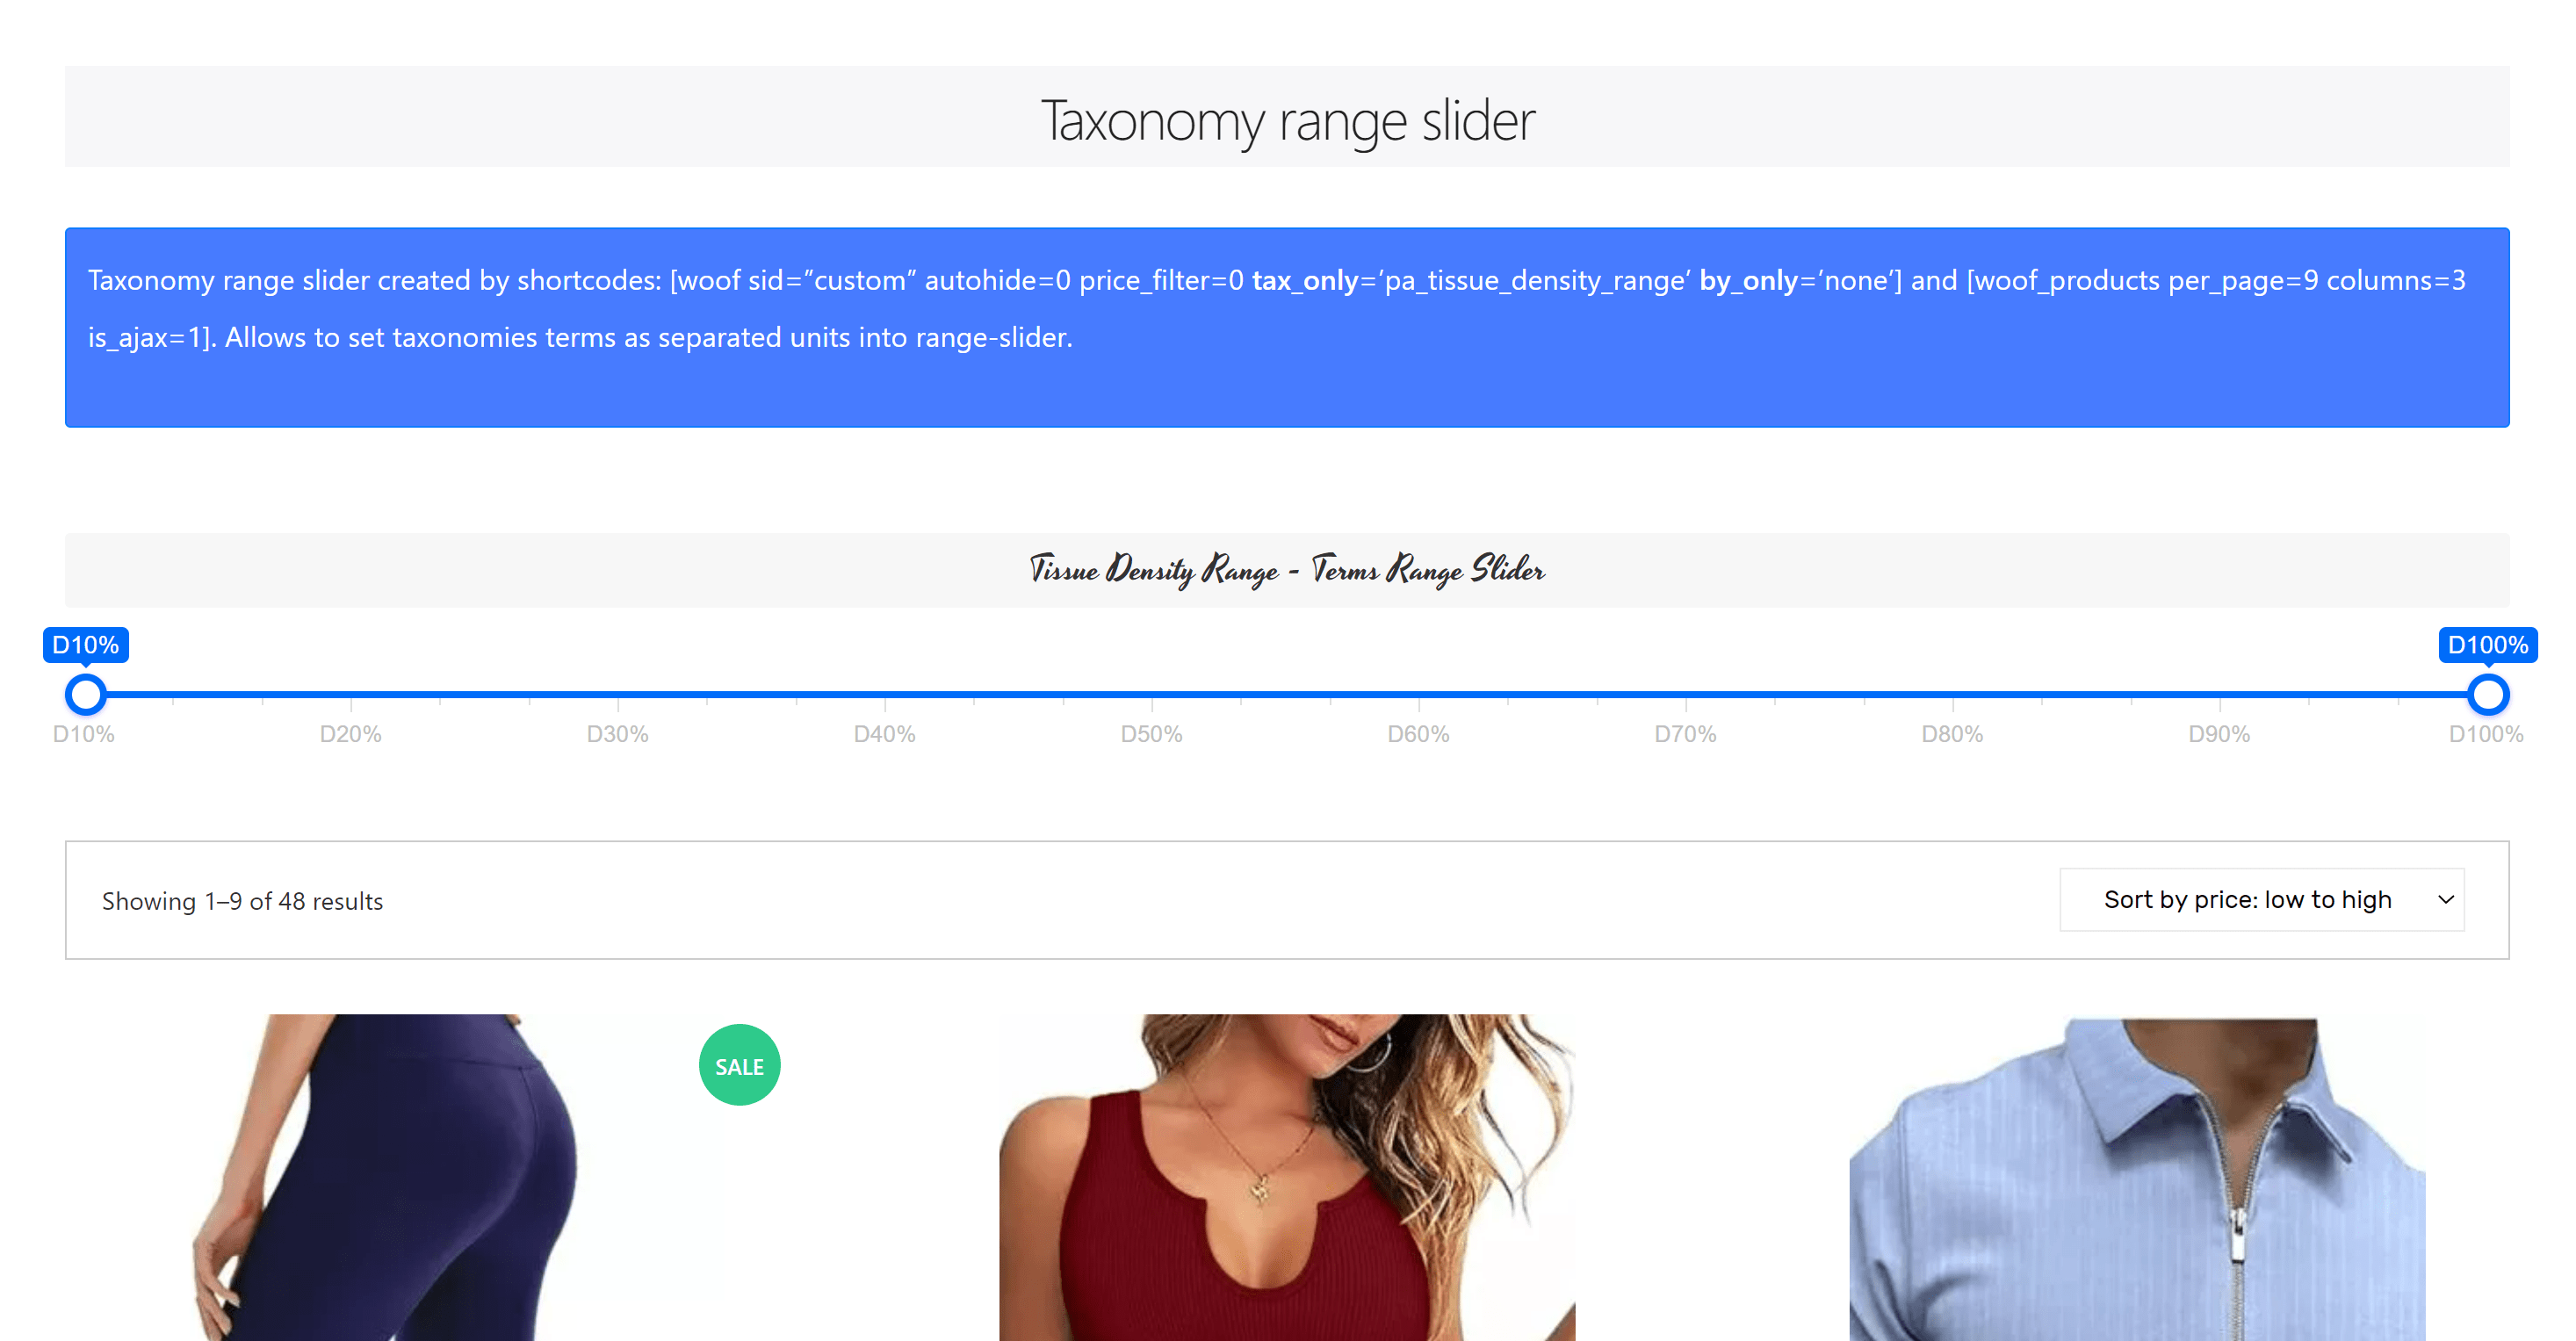 Taxonomy range slider
Taxonomy range slider created by shortcodes: [woof sid=”custom” autohide=0 price_filter=0 tax_only=’pa_tissue_density_range’ by_only=’none’] and [woof_products per_page=9 columns=3
is_ajax=1]. Allows to set taxonomies terms as separated units into range-slider.
Tissue Density Range - Terms Range Slider
D10% D100%
D10% D20% D30% D40% D50% D60% D70% D80% D90% D100%
Showing 1–9 of 48 results Sort by price: low to high
SALE